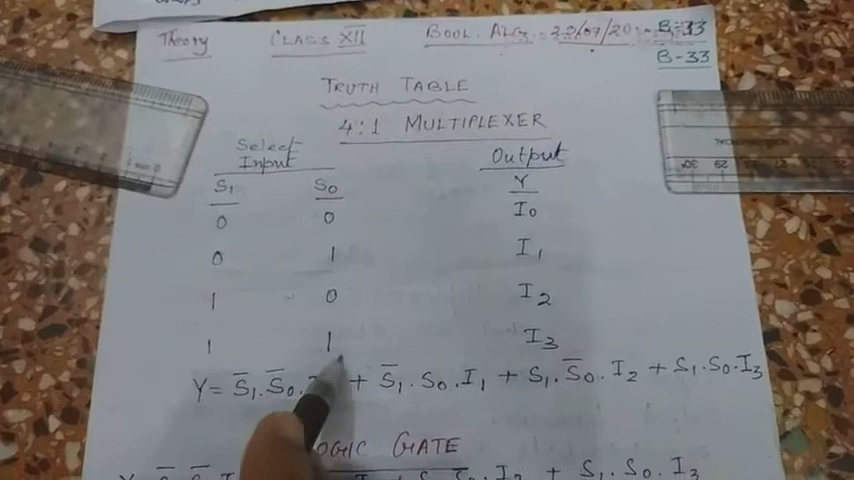 Theory CLASS XII BOOL. ALG. B-33
B-33
TRUTH TABLE
4:1 MULTIPLEXER
Select Input Output
S₁ S₀ Y
0 0 I₀
0 1 I₁
1 0 I₂
1 1 I₃
Y = S̅₁.S̅₀. + S̅₁.S₀.I₁ + S₁.S̅₀.I₂ + S₁.S₀.I₃
GATE
+ S₁.S₀.I₃